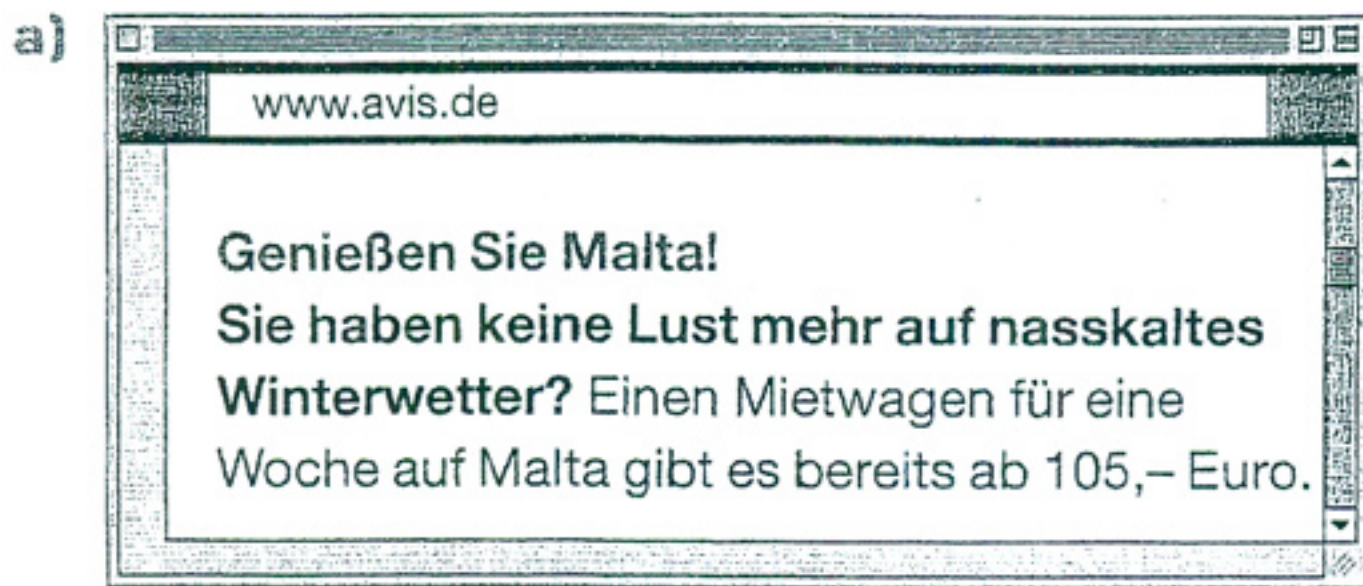 a)
www.avis.de
Genießen Sie Malta!
Sie haben keine Lust mehr auf nasskaltes
Winterwetter? Einen Mietwagen für eine
Woche auf Malta gibt es bereits ab 105,– Euro.